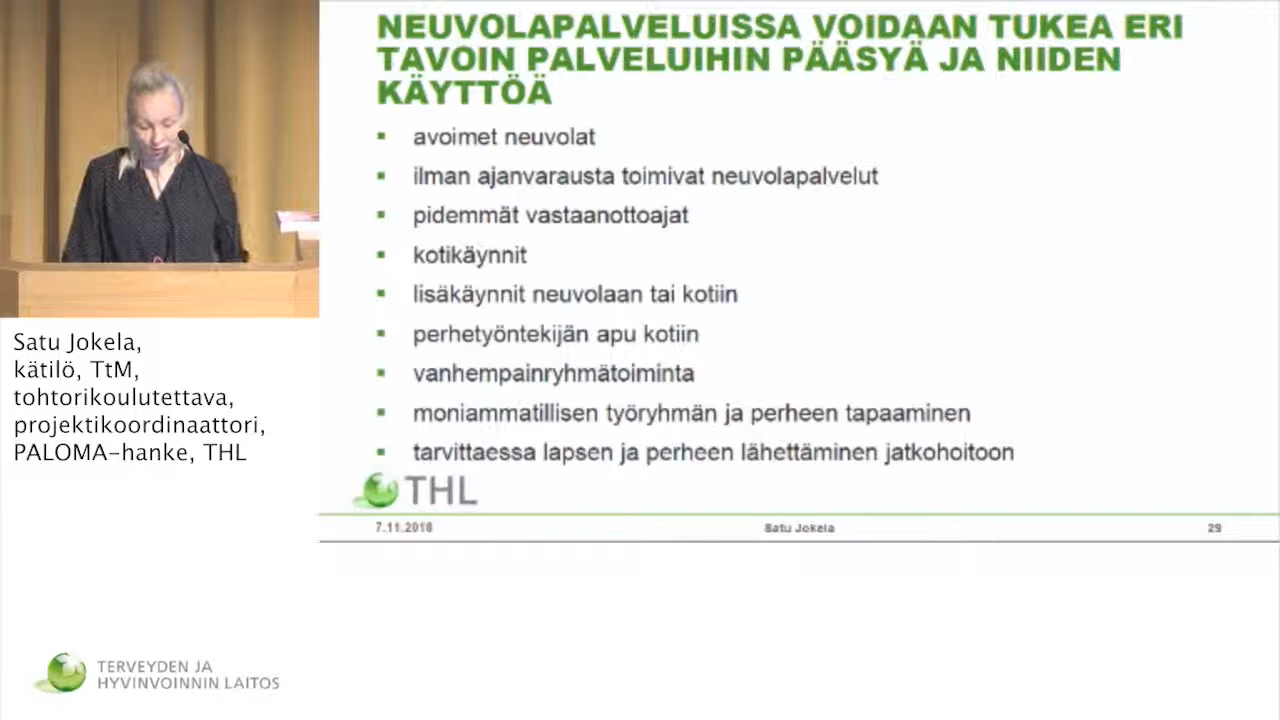 NEUVOLAPALVELUISSA VOIDAAN TUKEA ERI
TAVOIN PALVELUIHIN PÄÄSYÄ JA NIIDEN
KÄYTTÖÄ
avoimet neuvolat
ilman ajanvarausta toimivat neuvolapalvelut
pidemmät vastaanottoajat
kotikäynnit
lisäkäynnit neuvolaan tai kotiin
perhetyöntekijän apu kotiin
vanhempainryhmätoiminta
moniammatillisen työryhmän ja perheen tapaaminen
tarvittaessa lapsen ja perheen lähettäminen jatkohoitoon
THL
7.11.2018 Satu Jokela 29
Satu Jokela,
kätilö, TtM,
tohtorikoulutettava,
projektikoordinaattori,
PALOMA-hanke, THL
TERVEYDEN JA
HYVINVOINNIN LAITOS